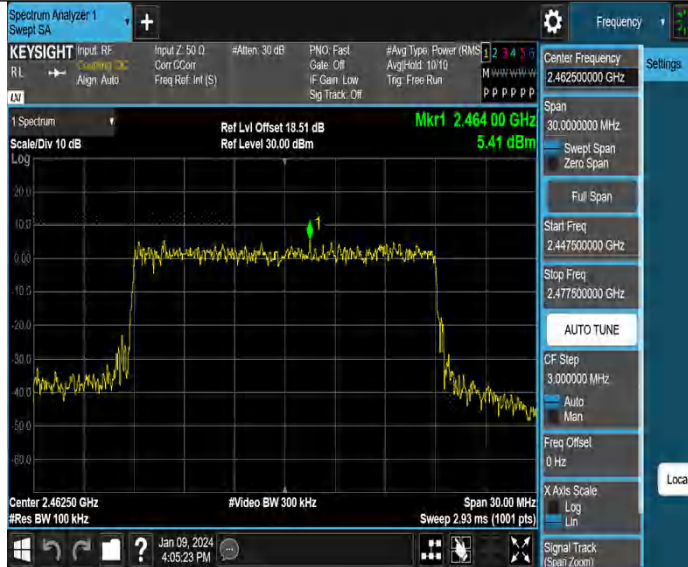 Spectrum Analyzer 1
Swept SA
+
Frequency
KEYSIGHT
RL
Input: RF
Coupling: DC
Align: Auto
Input Z: 50 Ω
Corr CCorr
Freq Ref: Int (S)
#Atten: 30 dB
PNO: Fast
Gate: Off
IF Gain: Low
Sig Track: Off
#Avg Type: Power (RMS
Avg|Hold: 10/10
Trig: Free Run
1 2 3 4 5 6
M W W W W W
P P P P P P
Center Frequency
2.462500000 GHz
Settings
Span
30.0000000 MHz
Swept Span
Zero Span
Full Span
Start Freq
2.447500000 GHz
Stop Freq
2.477500000 GHz
AUTO TUNE
CF Step
3.000000 MHz
Auto
Man
Freq Offset
0 Hz
X Axis Scale
Log
Lin
Signal Track
(Span Zoom)
Loca
1 Spectrum
Scale/Div 10 dB
Log
Ref Lvl Offset 18.51 dB
Ref Level 30.00 dBm
Mkr1 2.464 00 GHz
5.41 dBm
1
20.0
10.0
0.00
-10.0
-20.0
-30.0
-40.0
-50.0
-60.0
Center 2.46250 GHz
#Res BW 100 kHz
#Video BW 300 kHz
Span 30.00 MHz
Sweep 2.93 ms (1001 pts)
?
Jan 09, 2024
4:05:23 PM